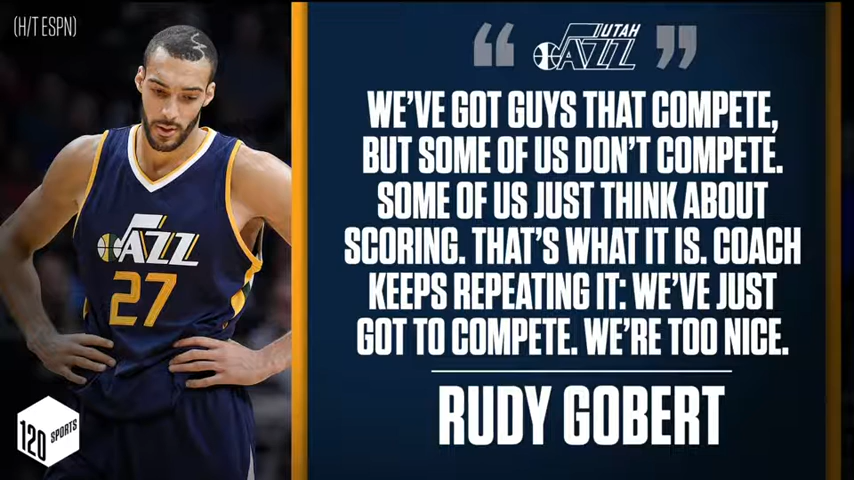 (H/T ESPN)
UTAH
JAZZ
“ ”
WE'VE GOT GUYS THAT COMPETE,
BUT SOME OF US DON'T COMPETE.
SOME OF US JUST THINK ABOUT
SCORING. THAT'S WHAT IT IS. COACH
KEEPS REPEATING IT: WE'VE JUST
GOT TO COMPETE. WE'RE TOO NICE.
RUDY GOBERT
JAZZ
27
120 SPORTS